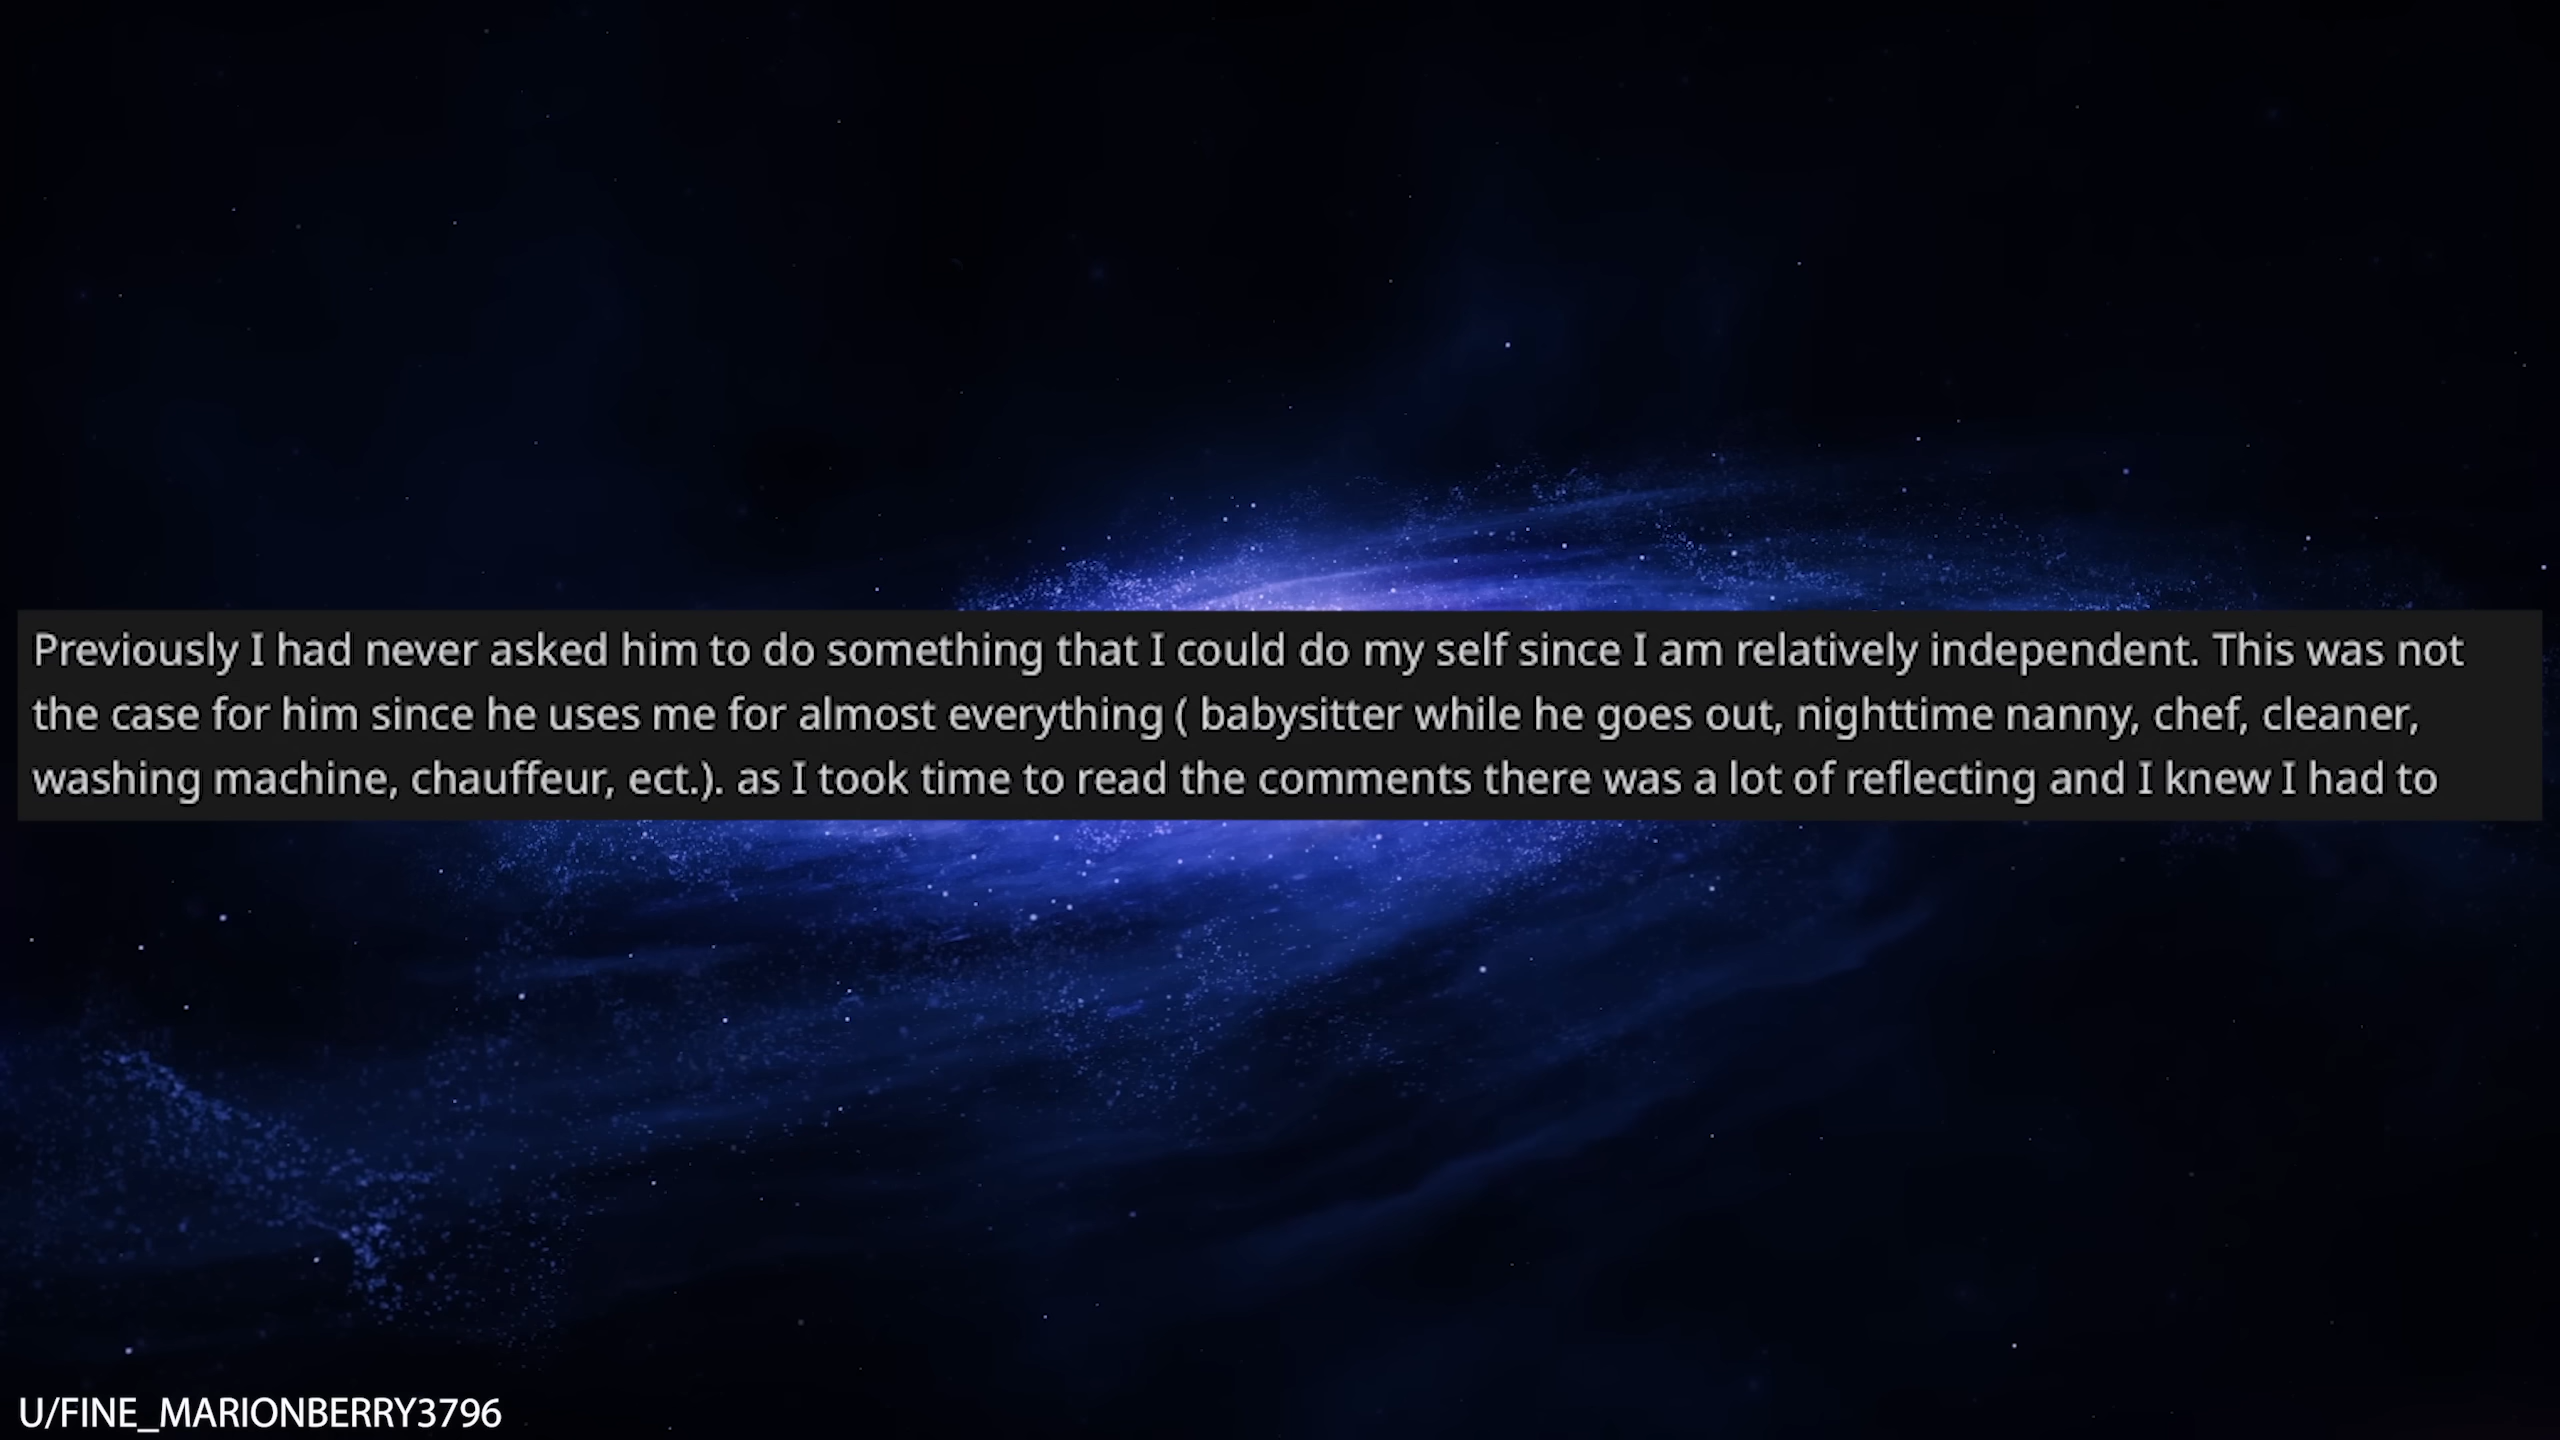 Previously I had never asked him to do something that I could do my self since I am relatively independent. This was not
the case for him since he uses me for almost everything ( babysitter while he goes out, nighttime nanny, chef, cleaner,
washing machine, chauffeur, ect.). as I took time to read the comments there was a lot of reflecting and I knew I had to
U/FINE_MARIONBERRY3796